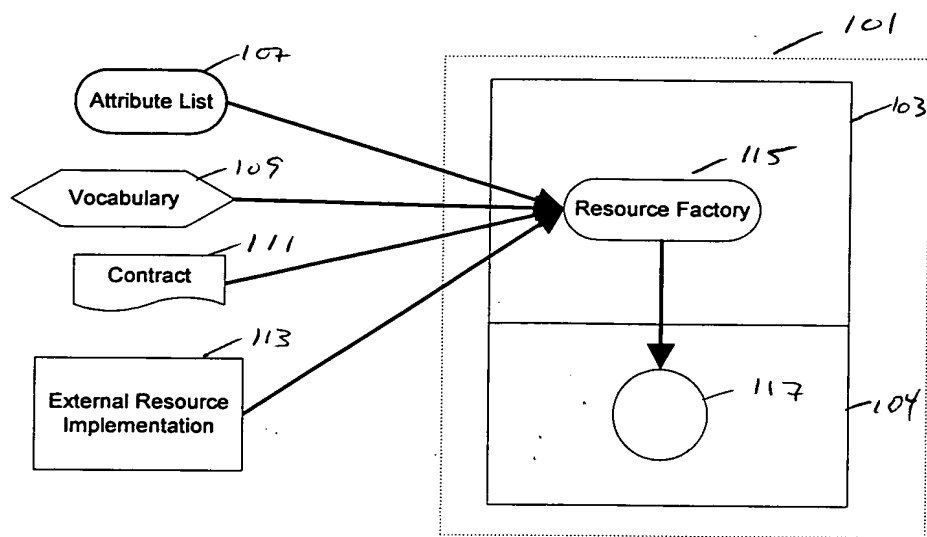 101
107
Attribute List
103
109
Vocabulary
115
Resource Factory
111
Contract
113
External Resource
Implementation
117
104